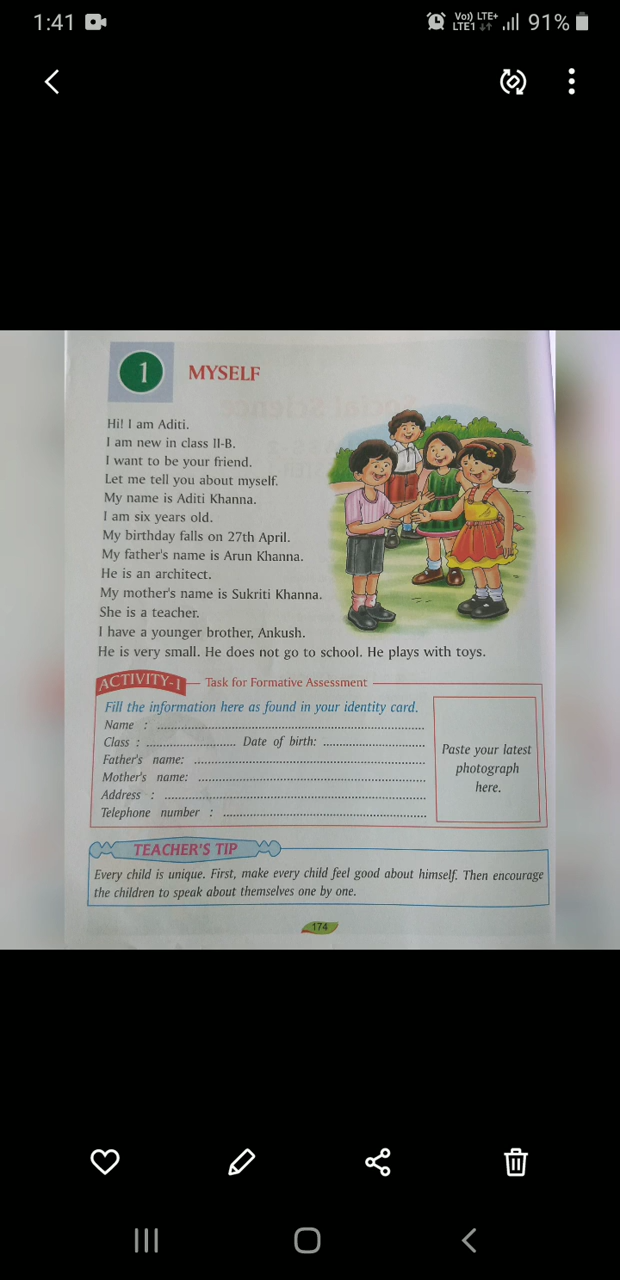 1:41
Vo) LTE+
LTE1
91%
1
MYSELF
Hi! I am Aditi.
I am new in class II-B.
I want to be your friend.
Let me tell you about myself.
My name is Aditi Khanna.
I am six years old.
My birthday falls on 27th April.
My father's name is Arun Khanna.
He is an architect.
My mother's name is Sukriti Khanna.
She is a teacher.
I have a younger brother, Ankush.
He is very small. He does not go to school. He plays with toys.
ACTIVITY-1 Task for Formative Assessment
Fill the information here as found in your identity card.
Name :
Class : Date of birth:
Father's name:
Mother's name:
Address :
Telephone number :
Paste your latest
photograph
here.
TEACHER'S TIP
Every child is unique. First, make every child feel good about himself. Then encourage
the children to speak about themselves one by one.
174